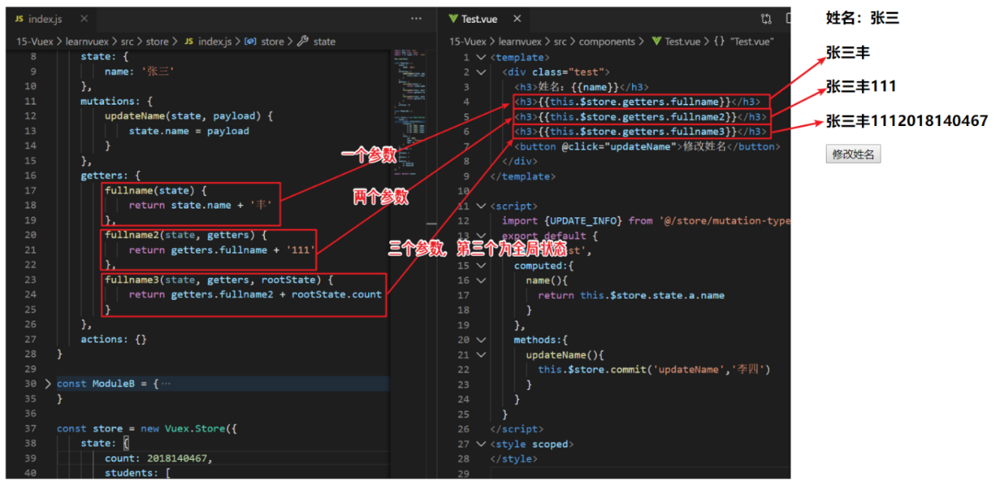 JS index.js ×
15-Vuex > learnvuex > src > store > JS index.js > store > state
8 state: {
9 name: '张三'
10 },
11 mutations: {
12 updateName(state, payload) {
13 state.name = payload
14 }
15 },
16 getters: {
17 fullname(state) {
18 return state.name + '丰'
19 },
20 fullname2(state, getters) {
21 return getters.fullname + '111'
22 },
23 fullname3(state, getters, rootState) {
24 return getters.fullname2 + rootState.count
25 }
26 },
27 actions: {}
28 }
29
30 const ModuleB = {…
35 }
36
37 const store = new Vuex.Store({
38 state: {
39 count: 2018140467,
40 students: [
一个参数
两个参数
三个参数，第三个为全局状态
Test.vue ×
15-Vuex > learnvuex > src > components > Test.vue > {} "Test.vue"
1 <template>
2 <div class="test">
3 <h3>姓名: {{name}}</h3>
4 <h3>{{this.$store.getters.fullname}}</h3>
5 <h3>{{this.$store.getters.fullname2}}</h3>
6 <h3>{{this.$store.getters.fullname3}}</h3>
7 <button @click="updateName">修改姓名</button>
8 </div>
9 </template>
10
11 <script>
12 import {UPDATE_INFO} from '@/store/mutation-type
13 export default {
',
15 computed:{
16 name(){
17 return this.$store.state.a.name
18 }
19 },
20 methods:{
21 updateName(){
22 this.$store.commit('updateName','李四')
23 }
24 }
25 }
26 </script>
27 <style scoped>
28 </style>
29
姓名：张三
张三丰
张三丰111
张三丰1112018140467
修改姓名